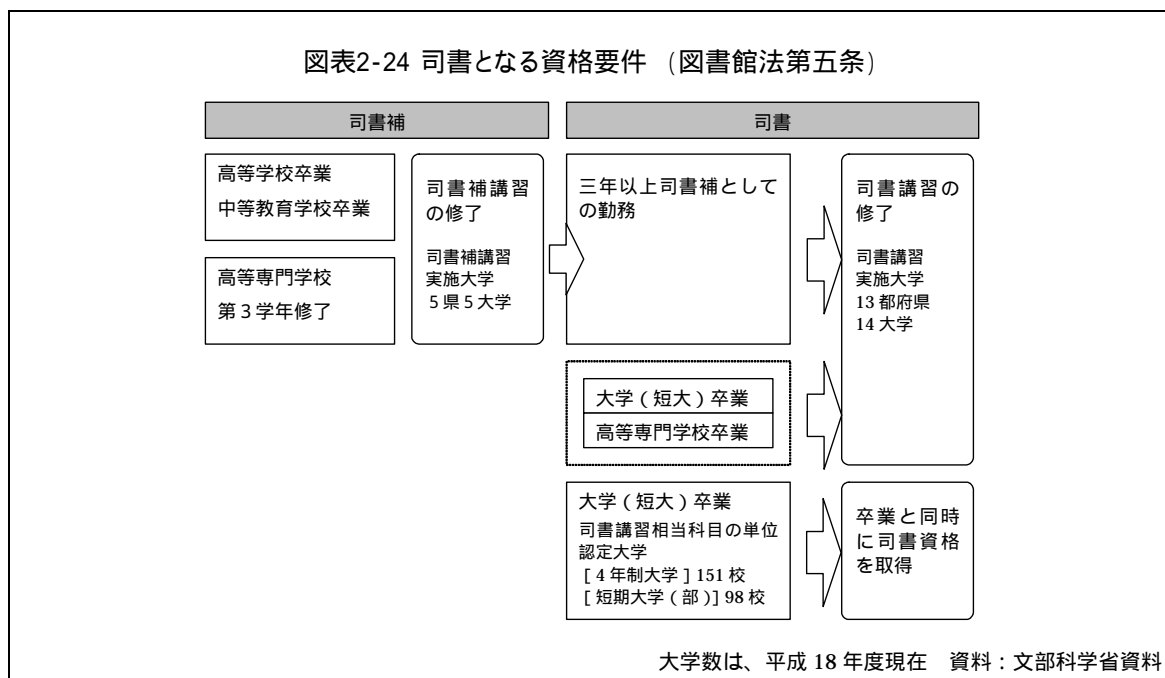 図表2-24 司書となる資格要件 (図書館法第五条)
司書補
司書
高等学校卒業
中等教育学校卒業
高等専門学校
第3学年修了
司書補講習
の修了
司書補講習
実施大学
5県5大学
三年以上司書補として
の勤務
司書講習の
修了
司書講習
実施大学
13都府県
14大学
大学(短大)卒業
高等専門学校卒業
大学(短大)卒業
司書講習相当科目の単位
認定大学
[4年制大学]151校
[短期大学(部)]98校
卒業と同時
に司書資格
を取得
大学数は、平成18年度現在 資料:文部科学省資料